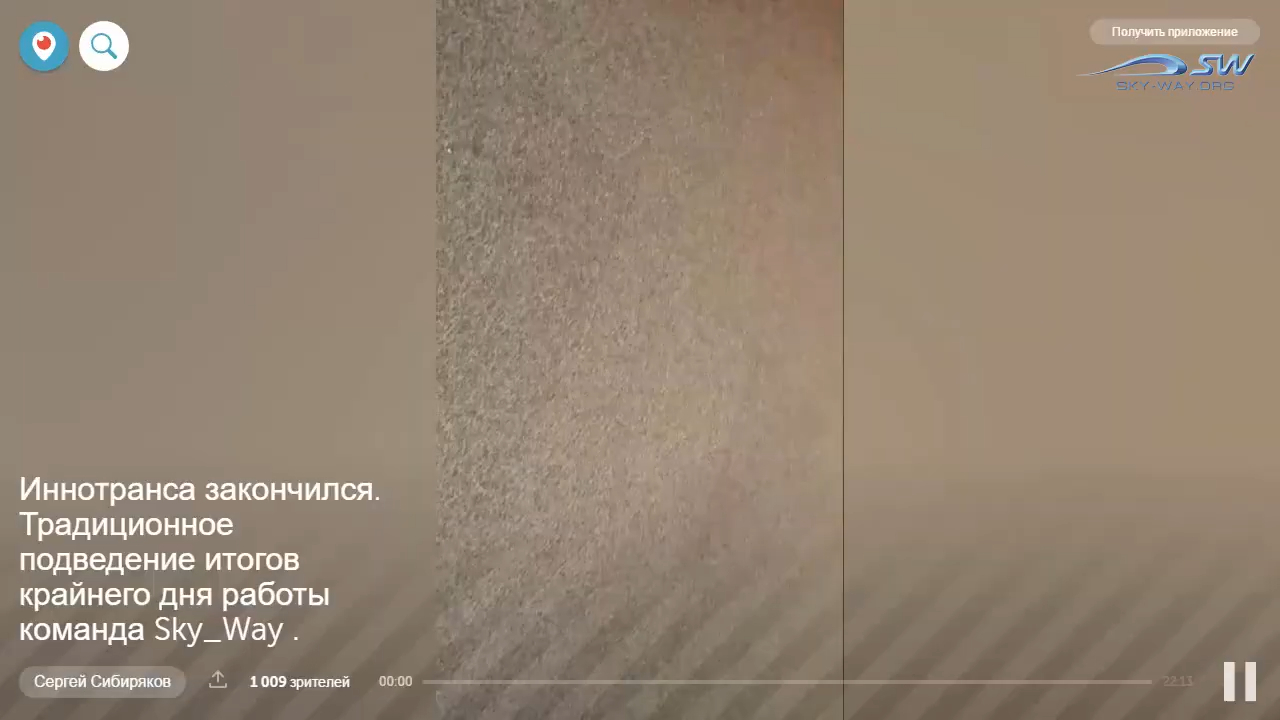 Получить приложение
SW
SKY-WAY.ORG
Иннотранса закончился.
Традиционное
подведение итогов
крайнего дня работы
команда Sky_Way .
Сергей Сибиряков
1 009 зрителей
00:00
22:13